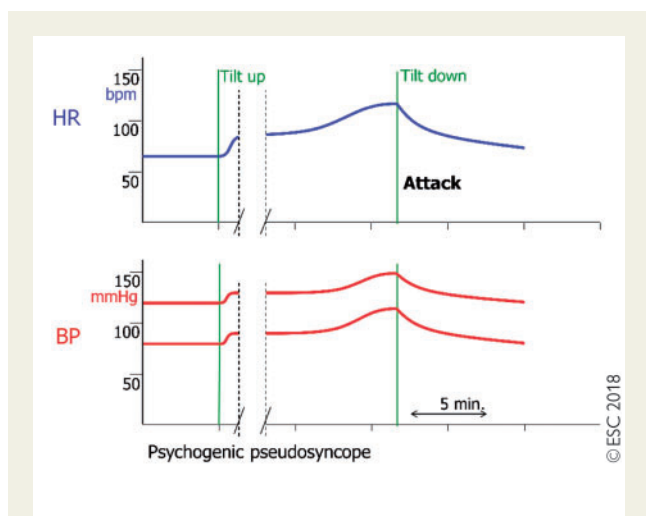 150
Tilt up
Tilt down
bpm
HR
100
Attack
50
150
mmHg
BP
100
50
5 min.
Psychogenic pseudosyncope
© ESC 2018